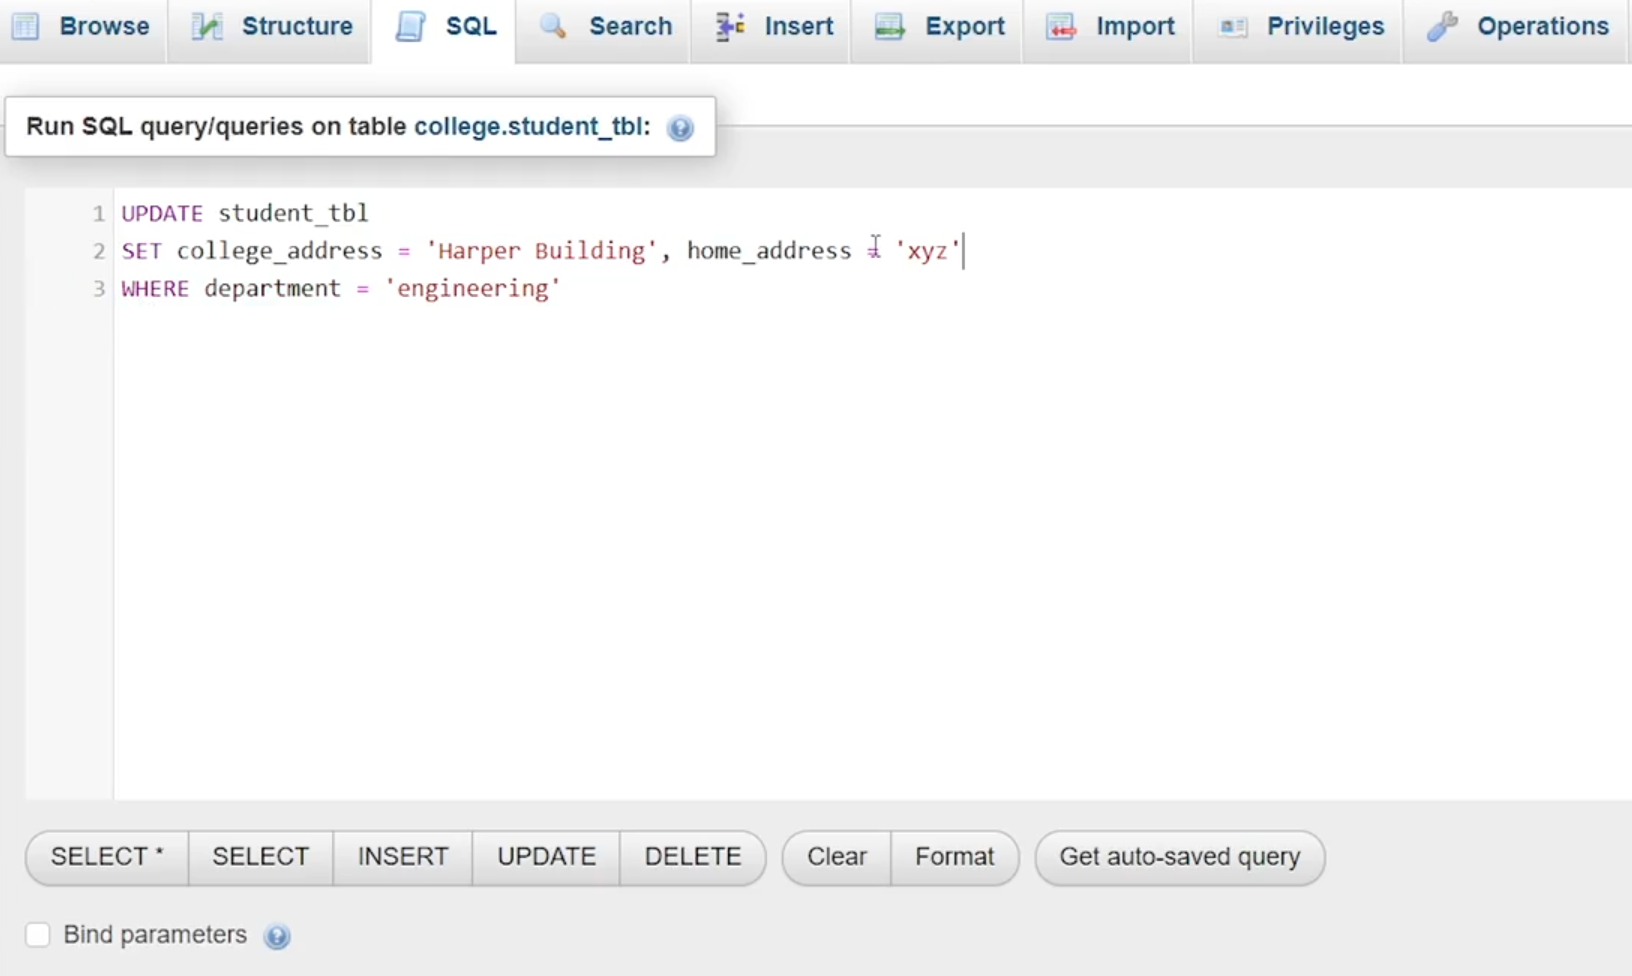 Browse Structure SQL Search Insert Export Import Privileges Operations
Run SQL query/queries on table college.student_tbl:
1 UPDATE student_tbl
2 SET college_address = 'Harper Building', home_address = 'xyz'
3 WHERE department = 'engineering'
SELECT * SELECT INSERT UPDATE DELETE Clear Format Get auto-saved query
Bind parameters